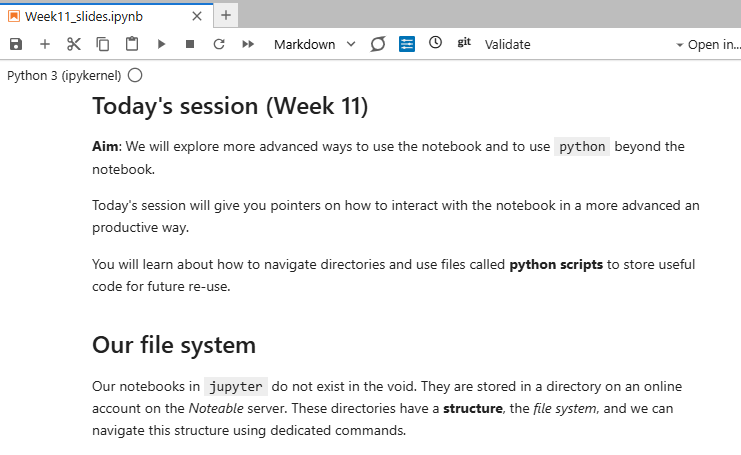 Week11_slides.ipynb
Markdown
git
Validate
Open in...
Python 3 (ipykernel)
Today's session (Week 11)
Aim: We will explore more advanced ways to use the notebook and to use python beyond the
notebook.
Today's session will give you pointers on how to interact with the notebook in a more advanced an
productive way.
You will learn about how to navigate directories and use files called python scripts to store useful
code for future re-use.
Our file system
Our notebooks in jupyter do not exist in the void. They are stored in a directory on an online
account on the Noteable server. These directories have a structure, the file system, and we can
navigate this structure using dedicated commands.